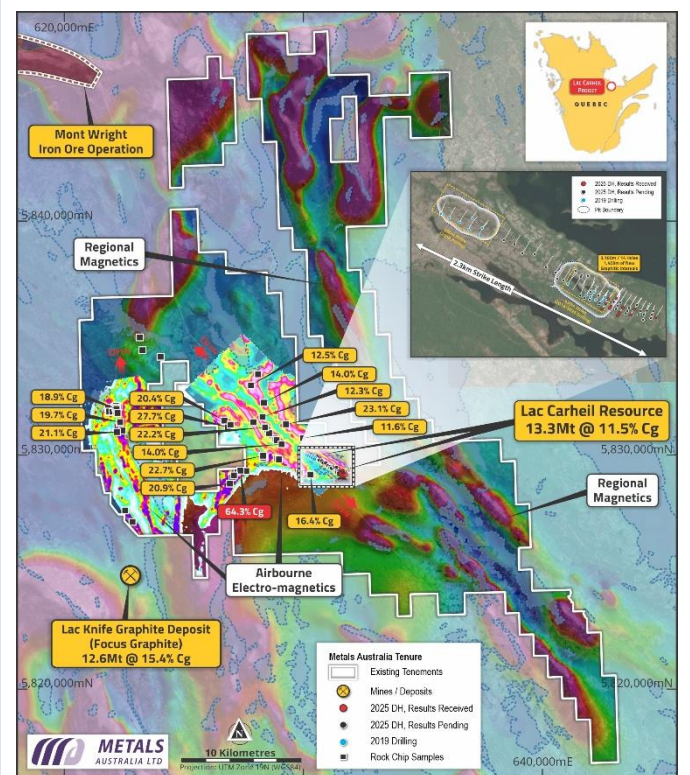 620,000mE
Mont Wright
Iron Ore Operation
LAC CARHEIL
PROJECT
QUEBEC
5,840,000mN
Regional
Magnetics
2025 DH, Results Received
2025 DH, Results Pending
2019 Drilling
Pit Boundary
2.3km Strike Length
12.5% Cg
14.0% Cg
12.3% Cg
23.1% Cg
11.6% Cg
18.9% Cg
19.7% Cg
21.1% Cg
20.4% Cg
27.7% Cg
22.2% Cg
14.0% Cg
22.7% Cg
20.9% Cg
64.3% Cg
16.4% Cg
Lac Carheil Resource
13.3Mt @ 11.5% Cg
5,830,000mN
5,830,000mN
Regional
Magnetics
Airbourne
Electro-magnetics
Lac Knife Graphite Deposit
(Focus Graphite)
12.6Mt @ 15.4% Cg
5,820,000mN
5,820,000mN
Metals Australia Tenure
Existing Tenements
Mines / Deposits
2025 DH, Results Received
2025 DH, Results Pending
2019 Drilling
Rock Chip Samples
METALS
AUSTRALIA LTD
N
10 Kilometres
Projection: UTM Zone 19N (WGS84)
640,000mE